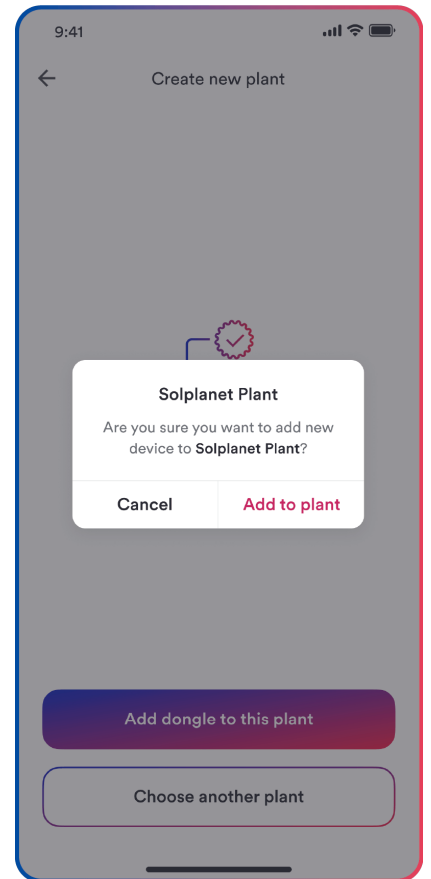 9:41
Create new plant
Solplanet Plant
Are you sure you want to add new
device to Solplanet Plant?
Cancel
Add to plant
Add dongle to this plant
Choose another plant